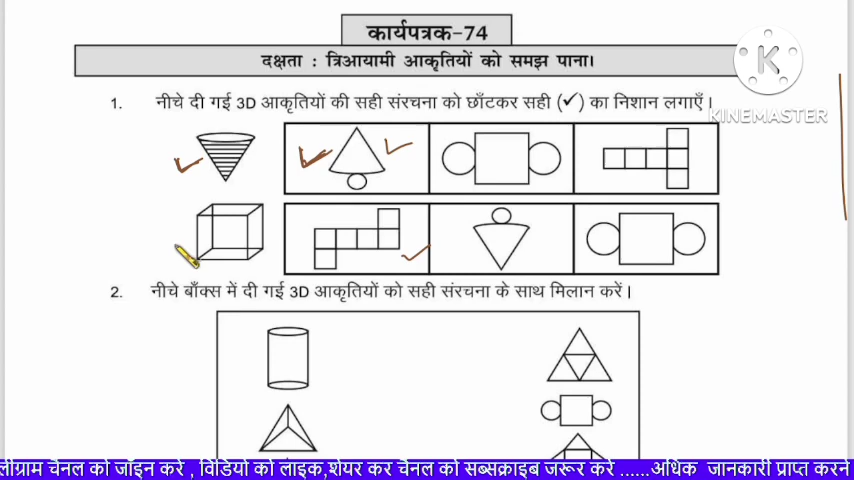 कार्यपत्रक-74
दक्षता : त्रिआयामी आकृतियों को समझ पाना।
K
KINEMASTER
1. नीचे दी गई 3D आकृतियों की सही संरचना को छाँटकर सही (✓) का निशान लगाएँ।
2. नीचे बॉक्स में दी गई 3D आकृतियों को सही संरचना के साथ मिलान करें।
लीग्राम चैनल को जॉइन करें , विडियो को लाइक,शेयर कर चैनल को सब्सक्राइब जरूर करें ......अधिक जानकारी प्राप्त करने